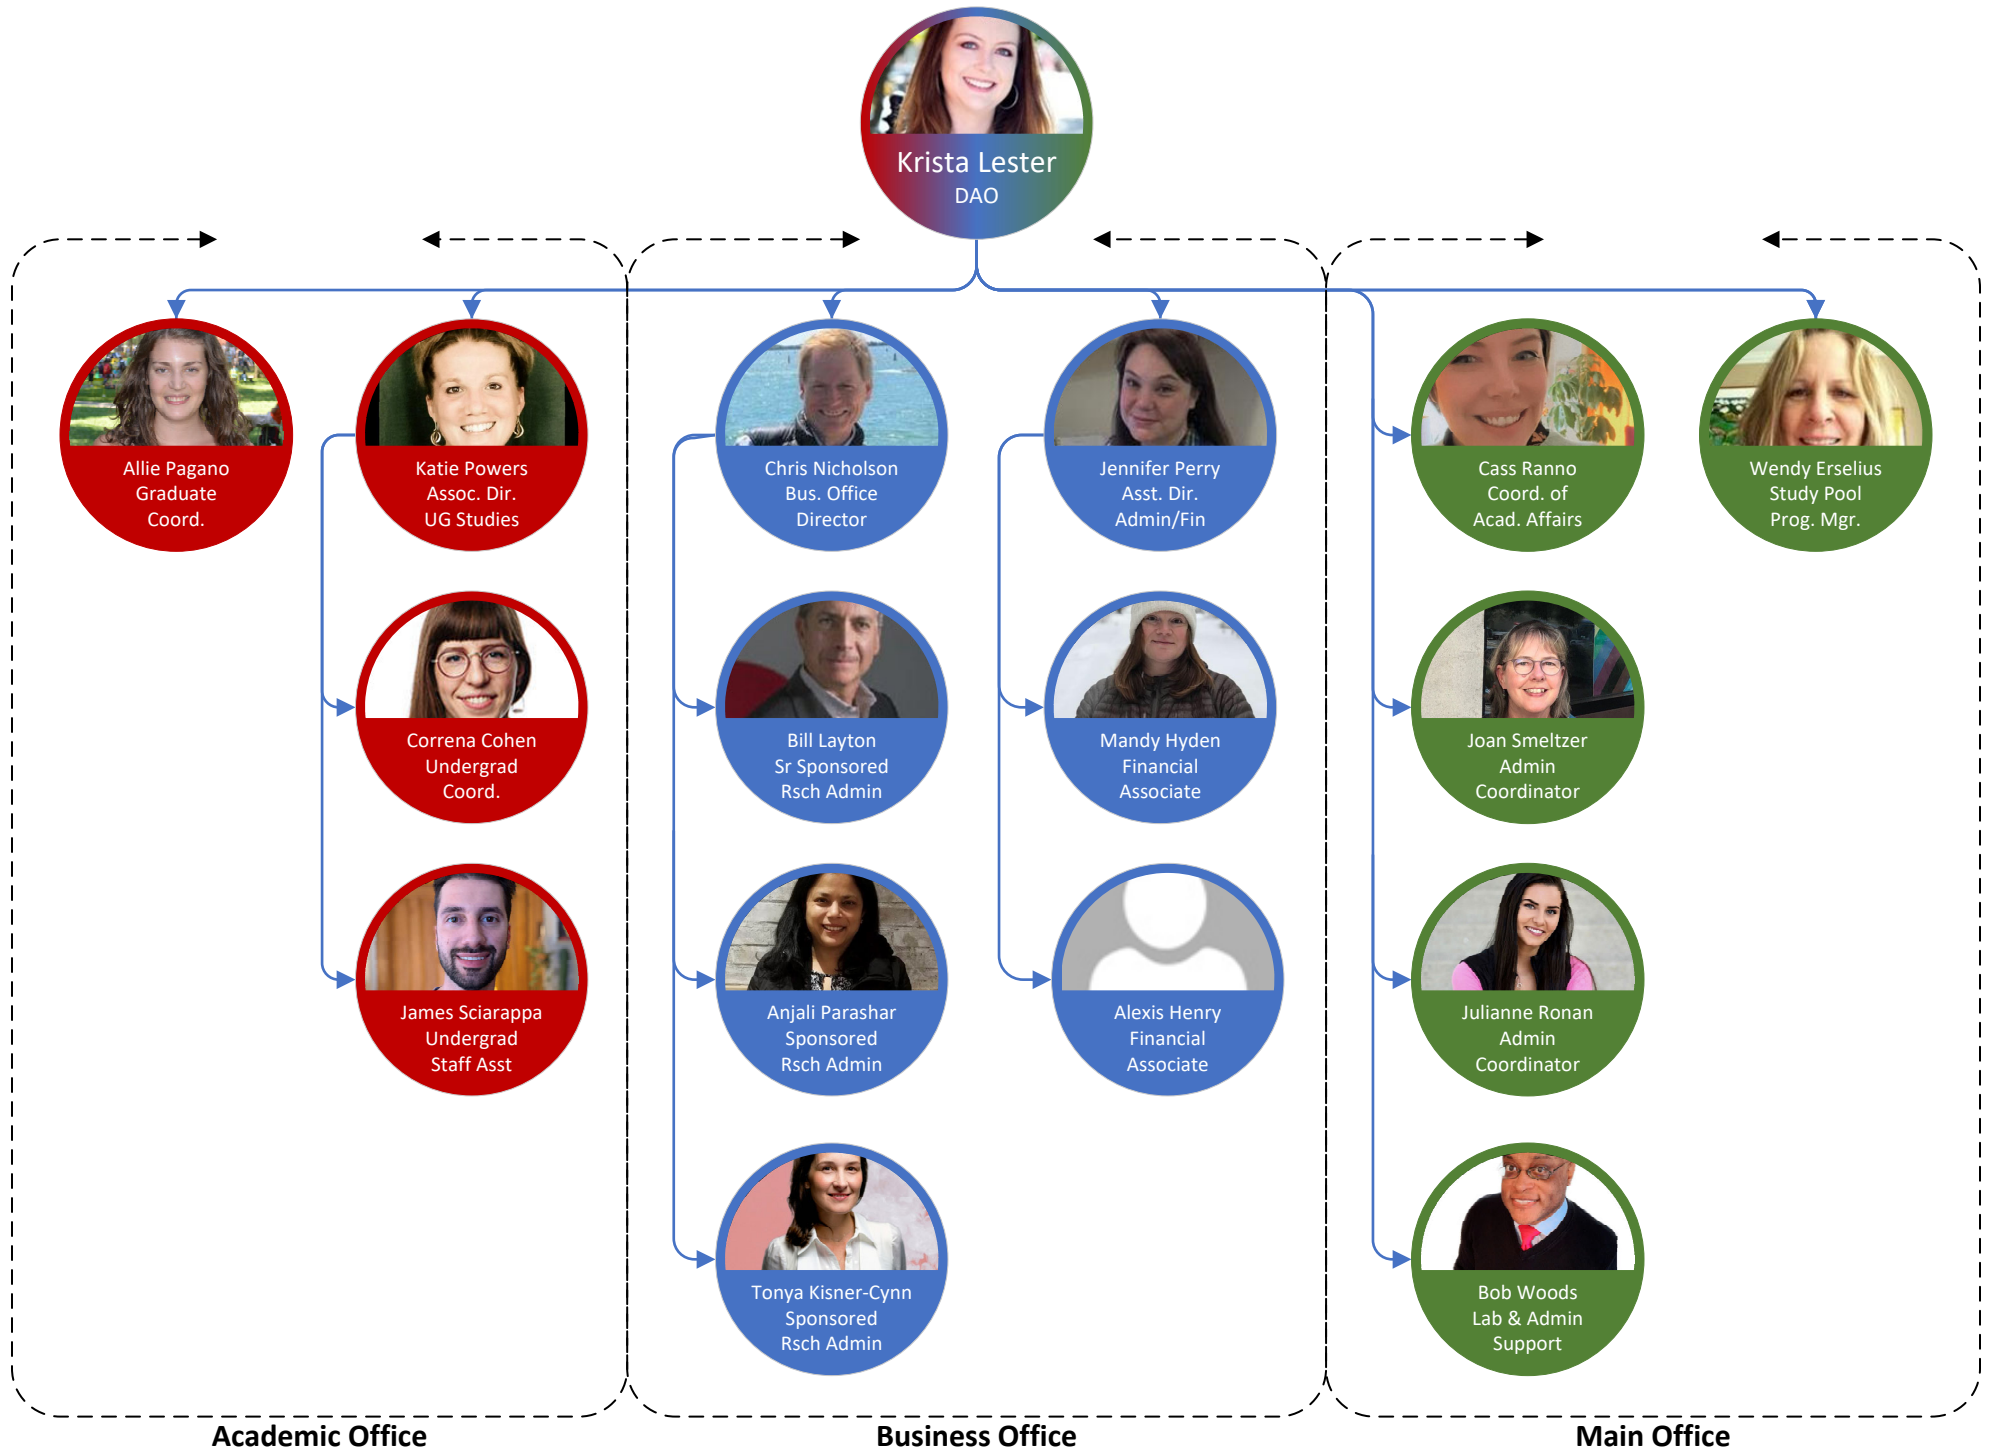 Krista Lester
DAO
Allie Pagano
Graduate
Coord.
Katie Powers
Assoc. Dir.
UG Studies
Chris Nicholson
Bus. Office
Director
Jennifer Perry
Asst. Dir.
Admin/Fin
Cass Ranno
Coord. of
Acad. Affairs
Wendy Erselius
Study Pool
Prog. Mgr.
Correna Cohen
Undergrad
Coord.
Bill Layton
Sr Sponsored
Rsch Admin
Mandy Hyden
Financial
Associate
Joan Smeltzer
Admin
Coordinator
James Sciarappa
Undergrad
Staff Asst
Anjali Parashar
Sponsored
Rsch Admin
Alexis Henry
Financial
Associate
Julianne Ronan
Admin
Coordinator
Tonya Kisner-Cynn
Sponsored
Rsch Admin
Bob Woods
Lab & Admin
Support
Academic Office
Business Office
Main Office